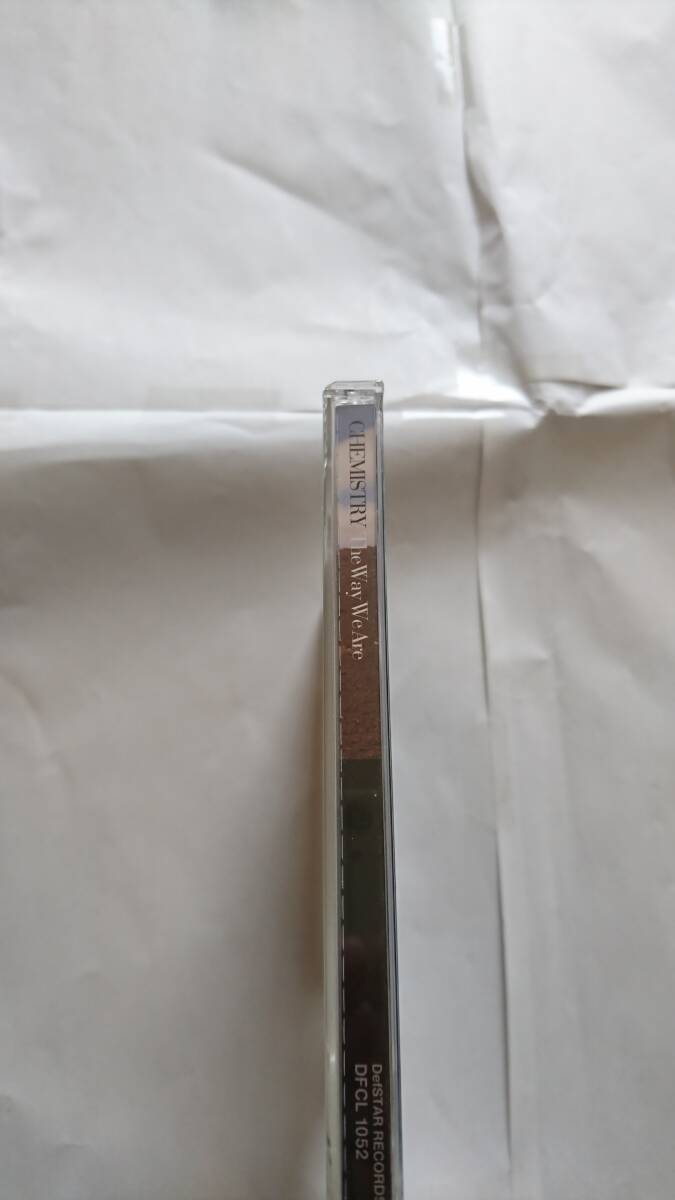 CHEMISTRY The Way We Are
DefSTAR RECORDS
DFCL 1052